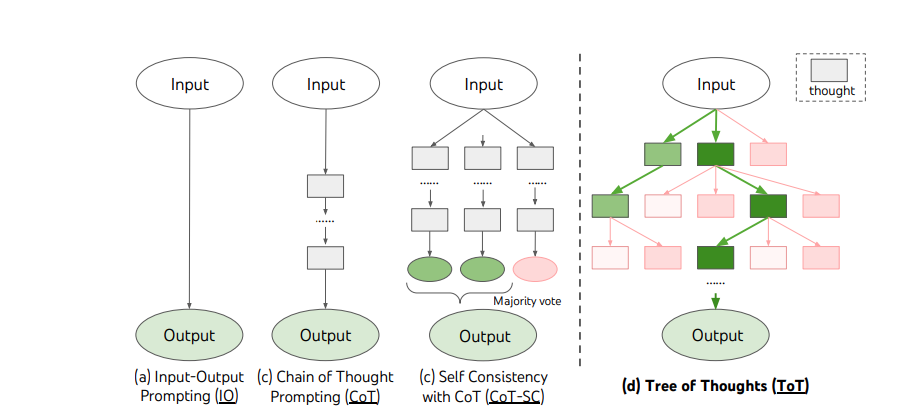 Input
Input
Input
Input
thought
......
......
......
......
......
Majority vote
Output
Output
Output
Output
(a) Input-Output
Prompting (IO)
(c) Chain of Thought
Prompting (CoT)
(c) Self Consistency
with CoT (CoT-SC)
(d) Tree of Thoughts (ToT)